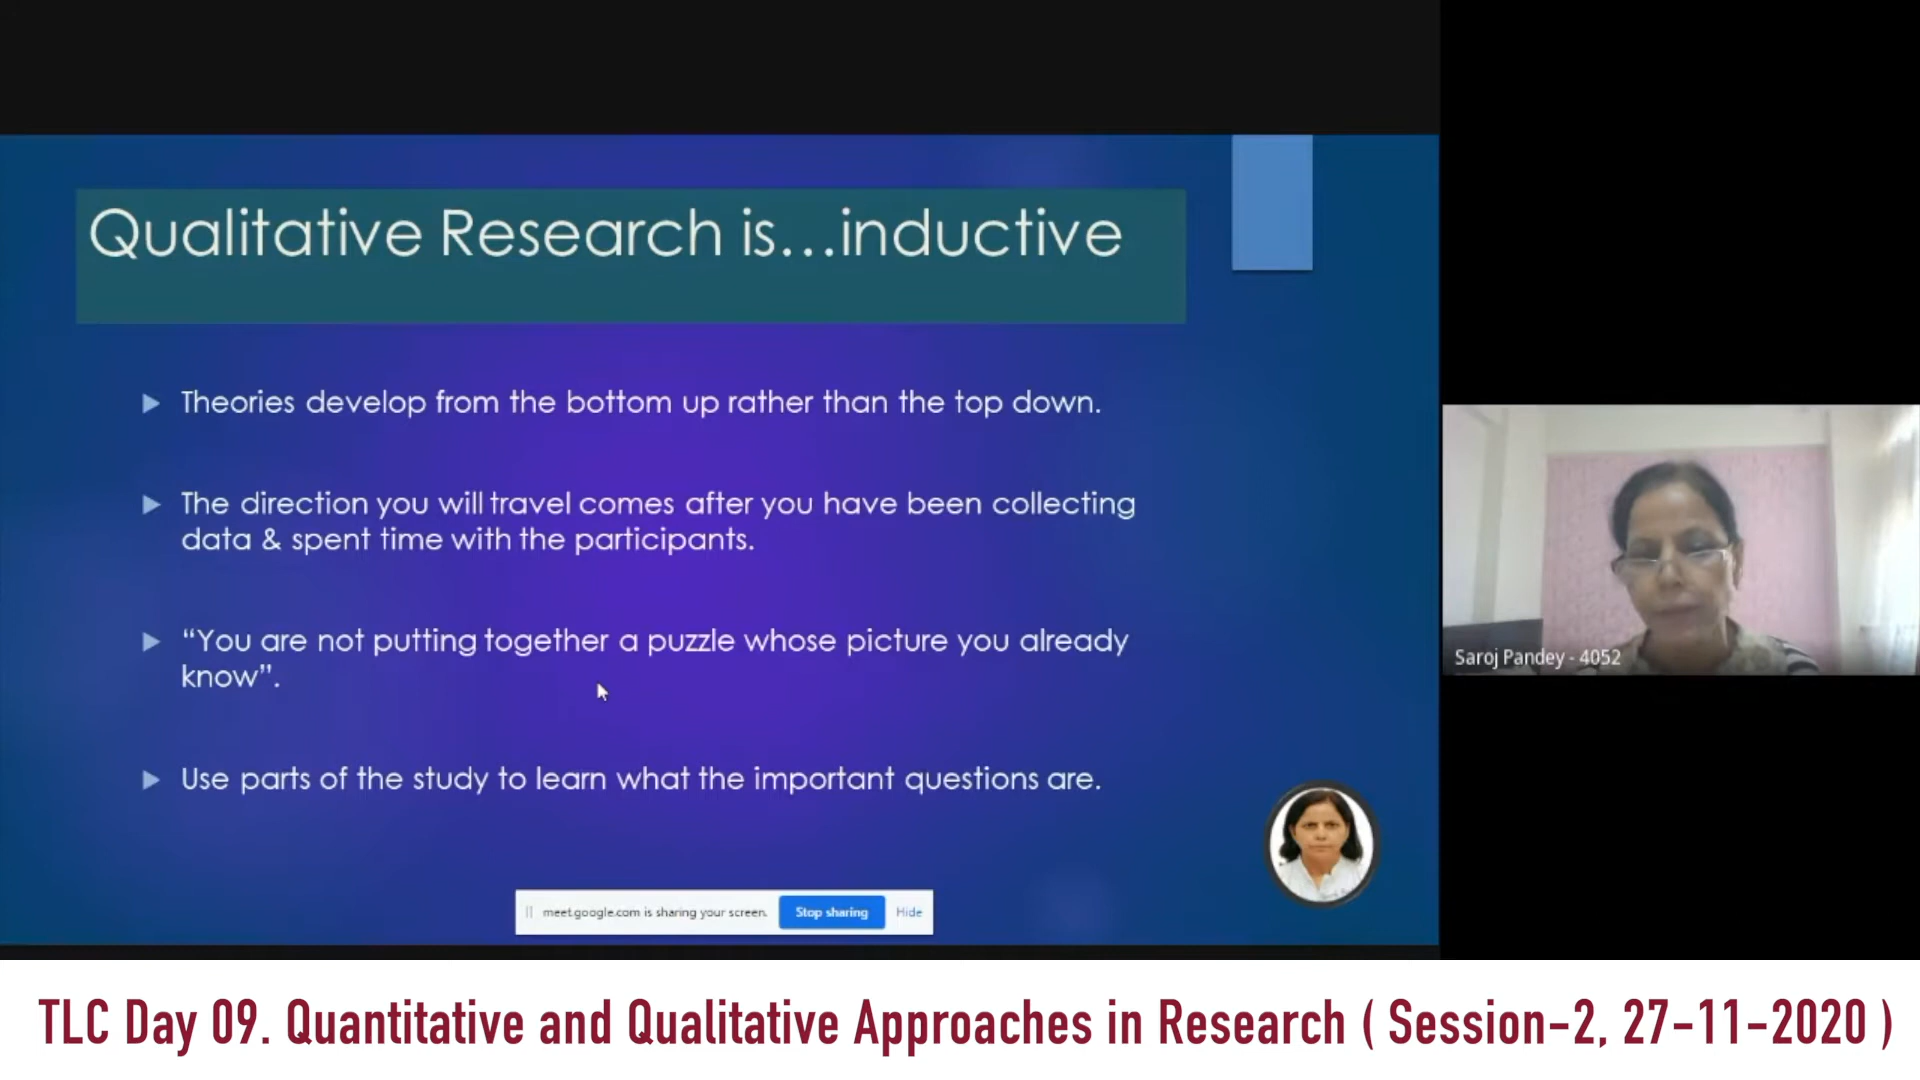 Qualitative Research is...inductive
Theories develop from the bottom up rather than the top down.
The direction you will travel comes after you have been collecting
data & spent time with the participants.
“You are not putting together a puzzle whose picture you already
know”.
Use parts of the study to learn what the important questions are.
meet.google.com is sharing your screen.
Stop sharing
Hide
Saroj Pandey - 4052
TLC Day 09. Quantitative and Qualitative Approaches in Research ( Session-2, 27-11-2020 )